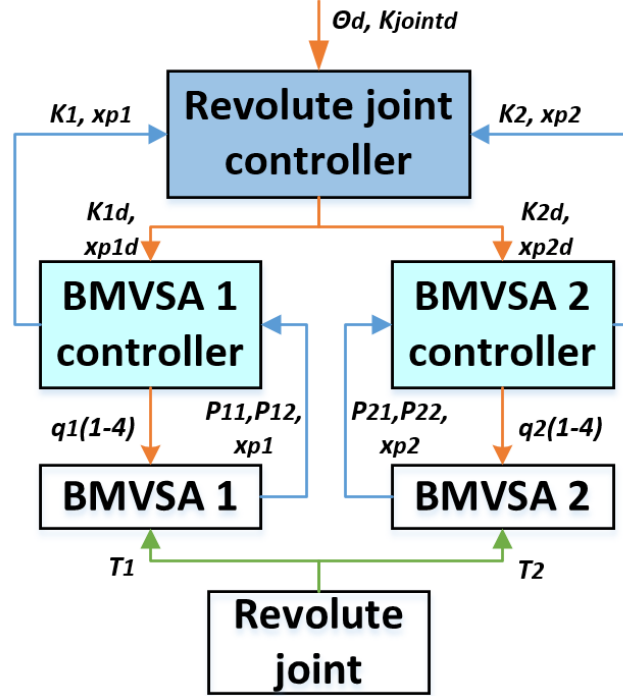 Θd, Kjointd
K1, xp1
Revolute joint
controller
K2, xp2
K1d,
xp1d
K2d,
xp2d
BMVSA 1
controller
BMVSA 2
controller
q1(1-4)
P11,P12,
xp1
P21,P22,
xp2
q2(1-4)
BMVSA 1
BMVSA 2
T1
T2
Revolute
joint